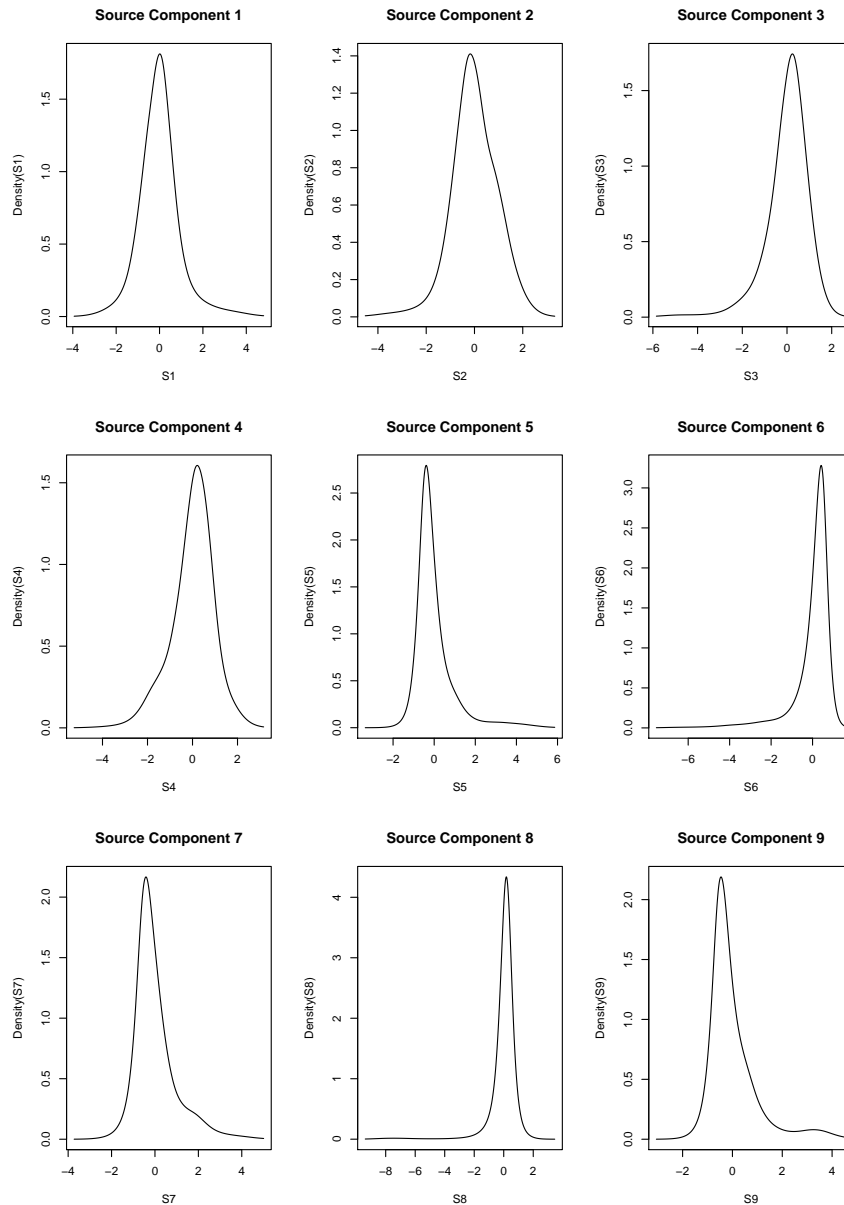 Source Component 1
Source Component 2
Source Component 3
Density(S1)
0.0 0.5 1.0 1.5
−4 −2 0 2 4
S1
Density(S2)
0.0 0.2 0.4 0.6 0.8 1.0 1.2 1.4
−4 −2 0 2
S2
Density(S3)
0.0 0.5 1.0 1.5
−6 −4 −2 0 2
S3
Source Component 4
Source Component 5
Source Component 6
Density(S4)
0.0 0.5 1.0 1.5
−4 −2 0 2
S4
Density(S5)
0.0 0.5 1.0 1.5 2.0 2.5
−2 0 2 4 6
S5
Density(S6)
0.0 0.5 1.0 1.5 2.0 2.5 3.0
−6 −4 −2 0
S6
Source Component 7
Source Component 8
Source Component 9
Density(S7)
0.0 0.5 1.0 1.5 2.0
−4 −2 0 2 4
S7
Density(S8)
0 1 2 3 4
−8 −6 −4 −2 0 2
S8
Density(S9)
0.0 0.5 1.0 1.5 2.0
−2 0 2 4
S9